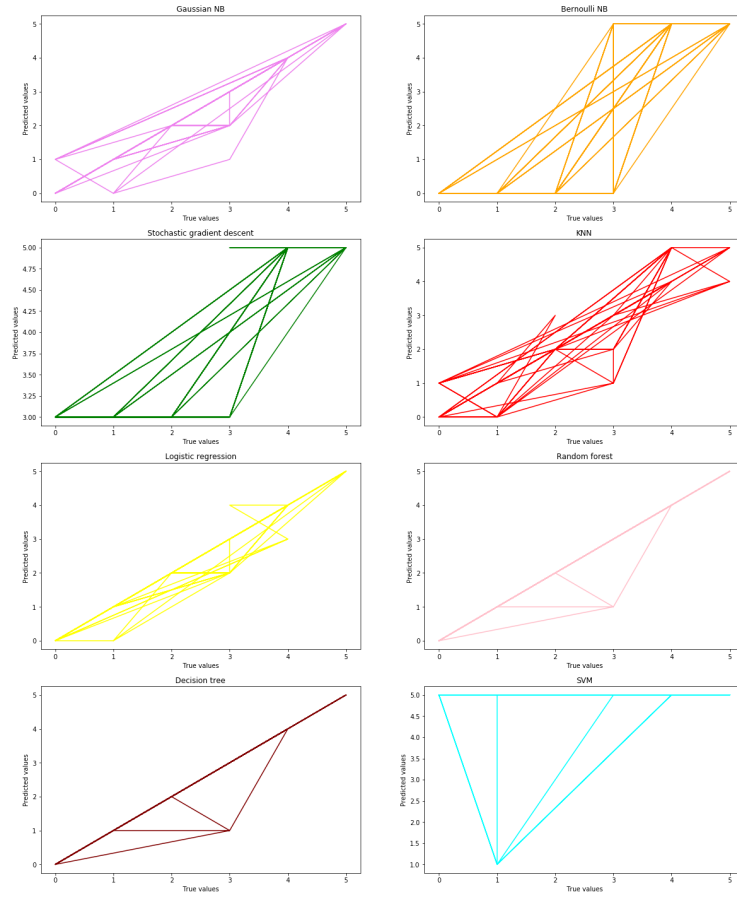 Gaussian NB
5
4
3
2
1
0
Predicted values
0 1 2 3 4 5
True values
Bernoulli NB
5
4
3
2
1
0
Predicted values
0 1 2 3 4 5
True values
Stochastic gradient descent
5.00
4.75
4.50
4.25
4.00
3.75
3.50
3.25
3.00
Predicted values
0 1 2 3 4 5
True values
KNN
5
4
3
2
1
0
Predicted values
0 1 2 3 4 5
True values
Logistic regression
5
4
3
2
1
0
Predicted values
0 1 2 3 4 5
True values
Random forest
5
4
3
2
1
0
Predicted values
0 1 2 3 4 5
True values
Decision tree
5
4
3
2
1
0
Predicted values
0 1 2 3 4 5
True values
SVM
5.0
4.5
4.0
3.5
3.0
2.5
2.0
1.5
1.0
Predicted values
0 1 2 3 4 5
True values